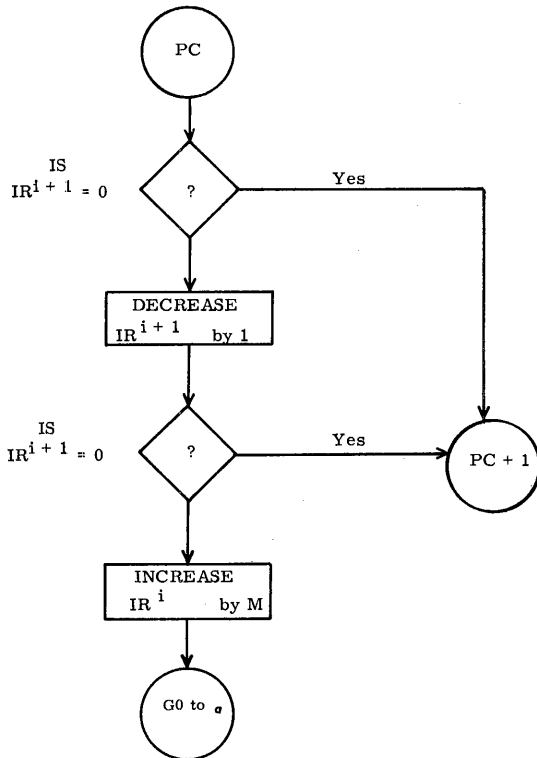 PC
IS
IR^i + 1 = 0
?
Yes
DECREASE
IR^i + 1 by 1
IS
IR^i + 1 = 0
?
Yes
PC + 1
INCREASE
IR^i by M
G0 to α